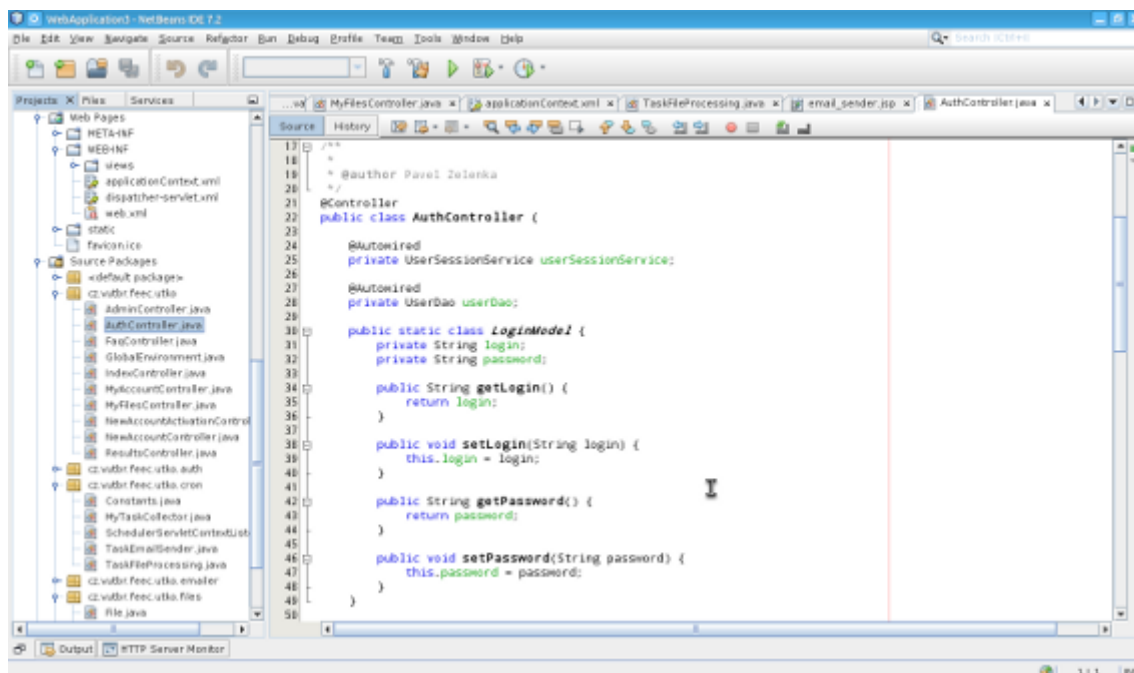 WebApplication3 - NetBeans IDE 7.2
File Edit View Navigate Source Refactor Run Debug Profile Team Tools Window Help
Search (Ctrl+I)
Projects Files Services
Web Pages
META-INF
WEB-INF
views
applicationContext.xml
dispatcher-servlet.xml
web.xml
static
favicon.ico
Source Packages
<default package>
cz.vutbr.feec.utko
AdminController.java
AuthController.java
FaqController.java
GlobalEnvironment.java
IndexController.java
MyAccountController.java
MyFilesController.java
NewAccountActivationControl
NewAccountController.java
ResultsController.java
cz.vutbr.feec.utko.auth
cz.vutbr.feec.utko.cron
Constants.java
MyTaskCollector.java
SchedulerServletContextList
TaskEmailSender.java
TaskFileProcessing.java
cz.vutbr.feec.utko.emailer
cz.vutbr.feec.utko.files
File.java
...va MyFilesController.java applicationContext.xml TaskFileProcessing.java email_sender.jsp AuthController.java
Source History
17 /**
18 *
19 * @author Pavel Zelenka
20 */
21 @Controller
22 public class AuthController {
23
24 @Autowired
25 private UserSessionService userSessionService;
26
27 @Autowired
28 private UserDao userDao;
29
30 public static class LoginModel {
31 private String login;
32 private String password;
33
34 public String getLogin() {
35 return login;
36 }
37
38 public void setLogin(String login) {
39 this.login = login;
40 }
41
42 public String getPassword() {
43 return password;
44 }
45
46 public void setPassword(String password) {
47 this.password = password;
48 }
49 }
50
Output HTTP Server Monitor
1 | 1